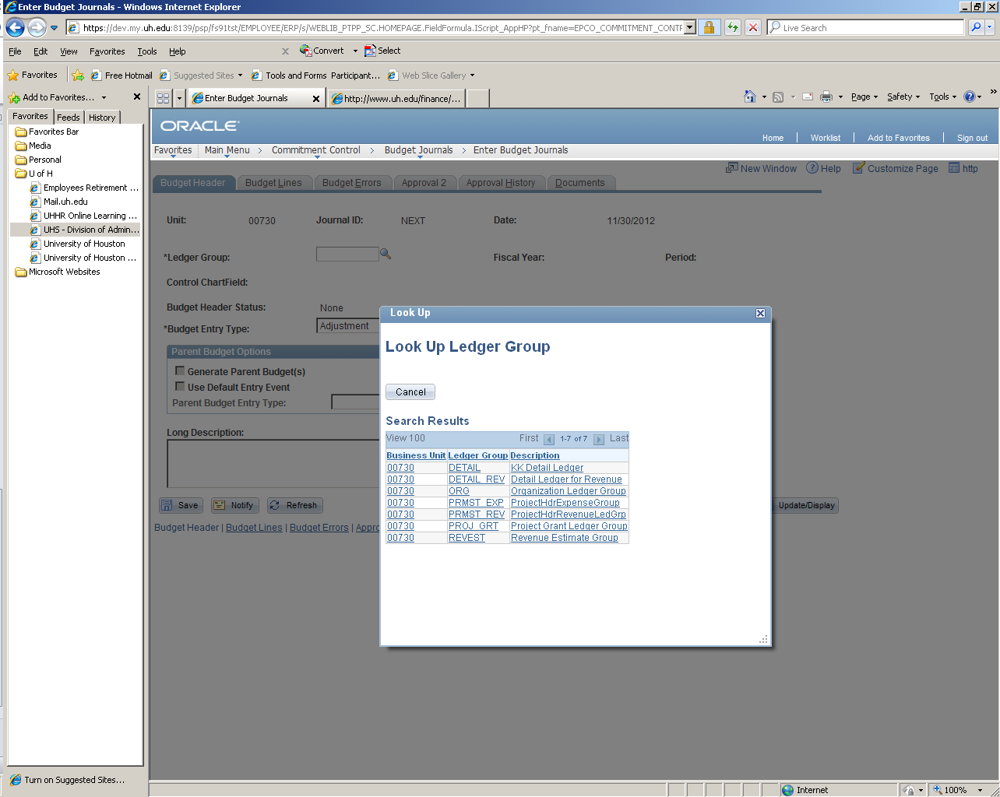 Enter Budget Journals - Windows Internet Explorer
https://dev.my.uh.edu:8139/psp/fs91tst/EMPLOYEE/ERP/s/WEBLIB_PTPP_SC.HOMEPAGE.FieldFormula.IScript_AppHP?pt_fname=EPCO_COMMITMENT_CONTF
Live Search
File Edit View Favorites Tools Help x Convert Select
Favorites Free Hotmail Suggested Sites Tools and Forms Participant... Web Slice Gallery
Add to Favorites... Enter Budget Journals http://www.uh.edu/finance/... Page Safety Tools
Favorites Feeds History
Favorites Bar
Media
Personal
U of H
Employees Retirement ...
Mail.uh.edu
UHHR Online Learning ...
UHS - Division of Admin...
University of Houston
University of Houston ...
Microsoft Websites
Turn on Suggested Sites...
ORACLE
Home Worklist Add to Favorites Sign out
Favorites Main Menu > Commitment Control > Budget Journals > Enter Budget Journals
New Window Help Customize Page http
Budget Header Budget Lines Budget Errors Approval 2 Approval History Documents
Unit: 00730 Journal ID: NEXT Date: 11/30/2012
*Ledger Group: Fiscal Year: Period:
Control ChartField:
Budget Header Status: None
*Budget Entry Type: Adjustment
Parent Budget Options
Generate Parent Budget(s)
Use Default Entry Event
Parent Budget Entry Type:
Long Description:
Save Notify Refresh Update/Display
Budget Header | Budget Lines | Budget Errors | Appro
Look Up
Look Up Ledger Group
Cancel
Search Results
View 100 First 1-7 of 7 Last
Business Unit Ledger Group Description
00730 DETAIL KK Detail Ledger
00730 DETAIL_REV Detail Ledger for Revenue
00730 ORG Organization Ledger Group
00730 PRMST_EXP ProjectHdrExpenseGroup
00730 PRMST_REV ProjectHdrRevenueLedGrp
00730 PROJ_GRT Project Grant Ledger Group
00730 REVEST Revenue Estimate Group
Internet 100%